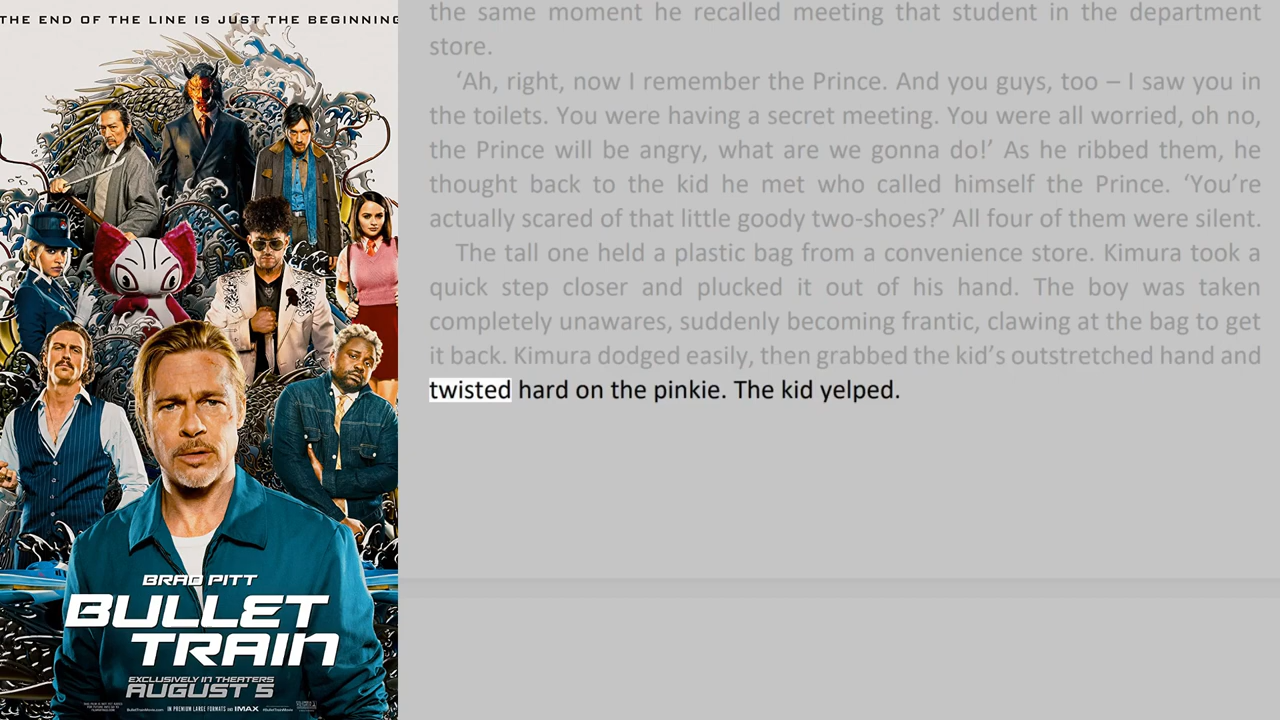 THE END OF THE LINE IS JUST THE BEGINNING
BRAD PITT
BULLET
TRAIN
EXCLUSIVELY IN THEATERS
AUGUST 5
BulletTrainMovie.com IN PREMIUM LARGE FORMATS AND IMAX #BulletTrainMovie
the same moment he recalled meeting that student in the department
store.
‘Ah, right, now I remember the Prince. And you guys, too – I saw you in
the toilets. You were having a secret meeting. You were all worried, oh no,
the Prince will be angry, what are we gonna do!’ As he ribbed them, he
thought back to the kid he met who called himself the Prince. ‘You’re
actually scared of that little goody two-shoes?’ All four of them were silent.
The tall one held a plastic bag from a convenience store. Kimura took a
quick step closer and plucked it out of his hand. The boy was taken
completely unawares, suddenly becoming frantic, clawing at the bag to get
it back. Kimura dodged easily, then grabbed the kid’s outstretched hand and
twisted hard on the pinkie. The kid yelped.